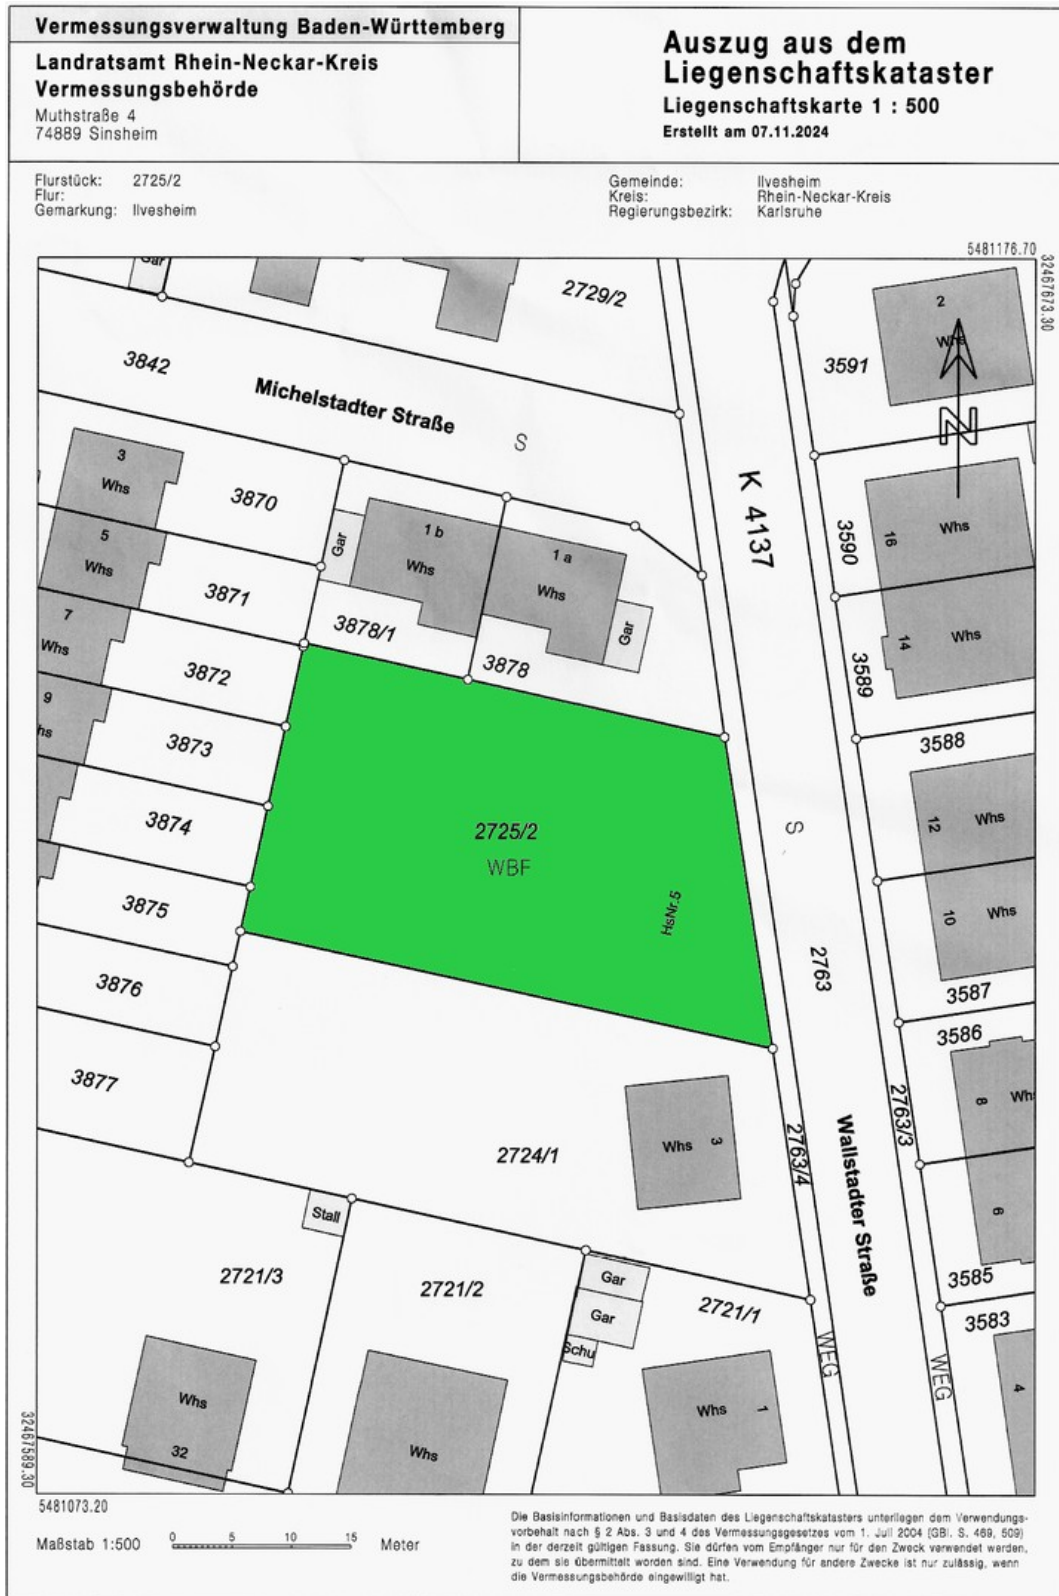 Vermessungsverwaltung Baden-Württemberg
Landratsamt Rhein-Neckar-Kreis
Vermessungsbehörde
Muthstraße 4
74889 Sinsheim
Auszug aus dem
Liegenschaftskataster
Liegenschaftskarte 1 : 500
Erstellt am 07.11.2024
Flurstück: 2725/2
Flur:
Gemarkung: Ilvesheim
Gemeinde: Ilvesheim
Kreis: Rhein-Neckar-Kreis
Regierungsbezirk: Karlsruhe
5481176.70
32467673.30
Gar
2729/2
2
Whs
3591
3842
Michelstadter Straße
S
N
K 4137
3
Whs
3870
1 b
Whs
Gar
1 a
Whs
Gar
3590
16
Whs
5
Whs
3871
3878/1
3878
14
Whs
3589
7
Whs
3872
9
hs
3873
3588
3874
2725/2
WBF
HsNr.5
S
12
Whs
3875
10
Whs
2763
3876
3587
3586
3877
8
Wh
2763/3
2724/1
Whs
3
2763/4
Wallstadter Straße
Stall
6
2721/3
2721/2
Gar
Gar
Schu
2721/1
3585
3583
WEG
WEG
Whs
32
Whs
Whs
1
4
32467589.30
5481073.20
Maßstab 1:500
0 5 10 15 Meter
Die Basisinformationen und Basisdaten des Liegenschaftskatasters unterliegen dem Verwendungs-
vorbehalt nach § 2 Abs. 3 und 4 des Vermessungsgesetzes vom 1. Juli 2004 (GBl. S. 469, 509)
in der derzeit gültigen Fassung. Sie dürfen vom Empfänger nur für den Zweck verwendet werden,
zu dem sie übermittelt worden sind. Eine Verwendung für andere Zwecke ist nur zulässig, wenn
die Vermessungsbehörde eingewilligt hat.